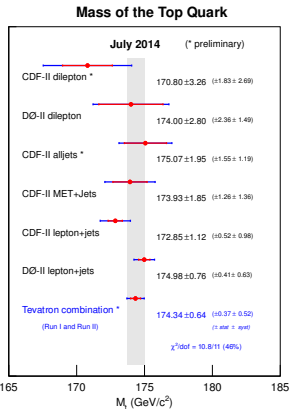 Mass of the Top Quark
July 2014 (* preliminary)
CDF-II dilepton * 170.80±3.26 (±1.83± 2.69)
DØ-II dilepton 174.00±2.80 (±2.36± 1.49)
CDF-II alljets * 175.07±1.95 (±1.55± 1.19)
CDF-II MET+Jets 173.93±1.85 (±1.26± 1.36)
CDF-II lepton+jets 172.85±1.12 (±0.52± 0.98)
DØ-II lepton+jets 174.98±0.76 (±0.41± 0.63)
Tevatron combination * 174.34±0.64 (±0.37± 0.52)
(Run I and Run II) (± stat ± syst)
χ²/dof = 10.8/11 (46%)
165 170 175 180 185
Mₜ (GeV/c²)